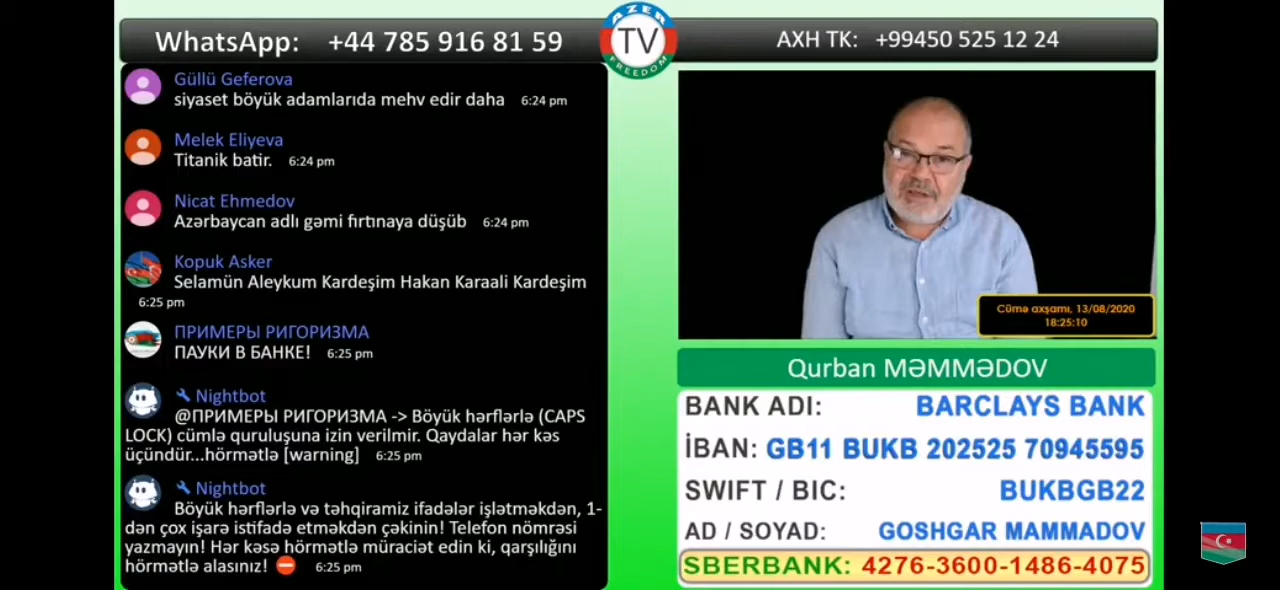 WhatsApp: +44 785 916 81 59
AZER
TV
FREEDOM
AXH TK: +99450 525 12 24
Güllü Geferova
siyaset böyük adamlarıda mehv edir daha 6:24 pm
Melek Eliyeva
Titanik batir. 6:24 pm
Nicat Ehmedov
Azərbaycan adlı gəmi fırtınaya düşüb 6:24 pm
Kopuk Asker
Selamün Aleykum Kardeşim Hakan Karaali Kardeşim
6:25 pm
ПРИМЕРЫ РИГОРИЗМА
ПАУКИ В БАНКЕ! 6:25 pm
Nightbot
@ПРИМЕРЫ РИГОРИЗМА -> Böyük hərflərlə (CAPS
LOCK) cümlə quruluşuna izin verilmir. Qaydalar hər kəs
üçündür...hörmətlə [warning] 6:25 pm
Nightbot
Böyük hərflərlə və təhqiramiz ifadələr işlətməkdən, 1-
dən çox işarə istifadə etməkdən çəkinin! Telefon nömrəsi
yazmayın! Hər kəsə hörmətlə müraciət edin ki, qarşılığını
hörmətlə alasınız! 6:25 pm
Cümə axşamı, 13/08/2020
18:25:10
Qurban MƏMMƏDOV
BANK ADI: BARCLAYS BANK
İBAN: GB11 BUKB 202525 70945595
SWIFT / BIC: BUKBGB22
AD / SOYAD: GOSHGAR MAMMADOV
SBERBANK: 4276-3600-1486-4075